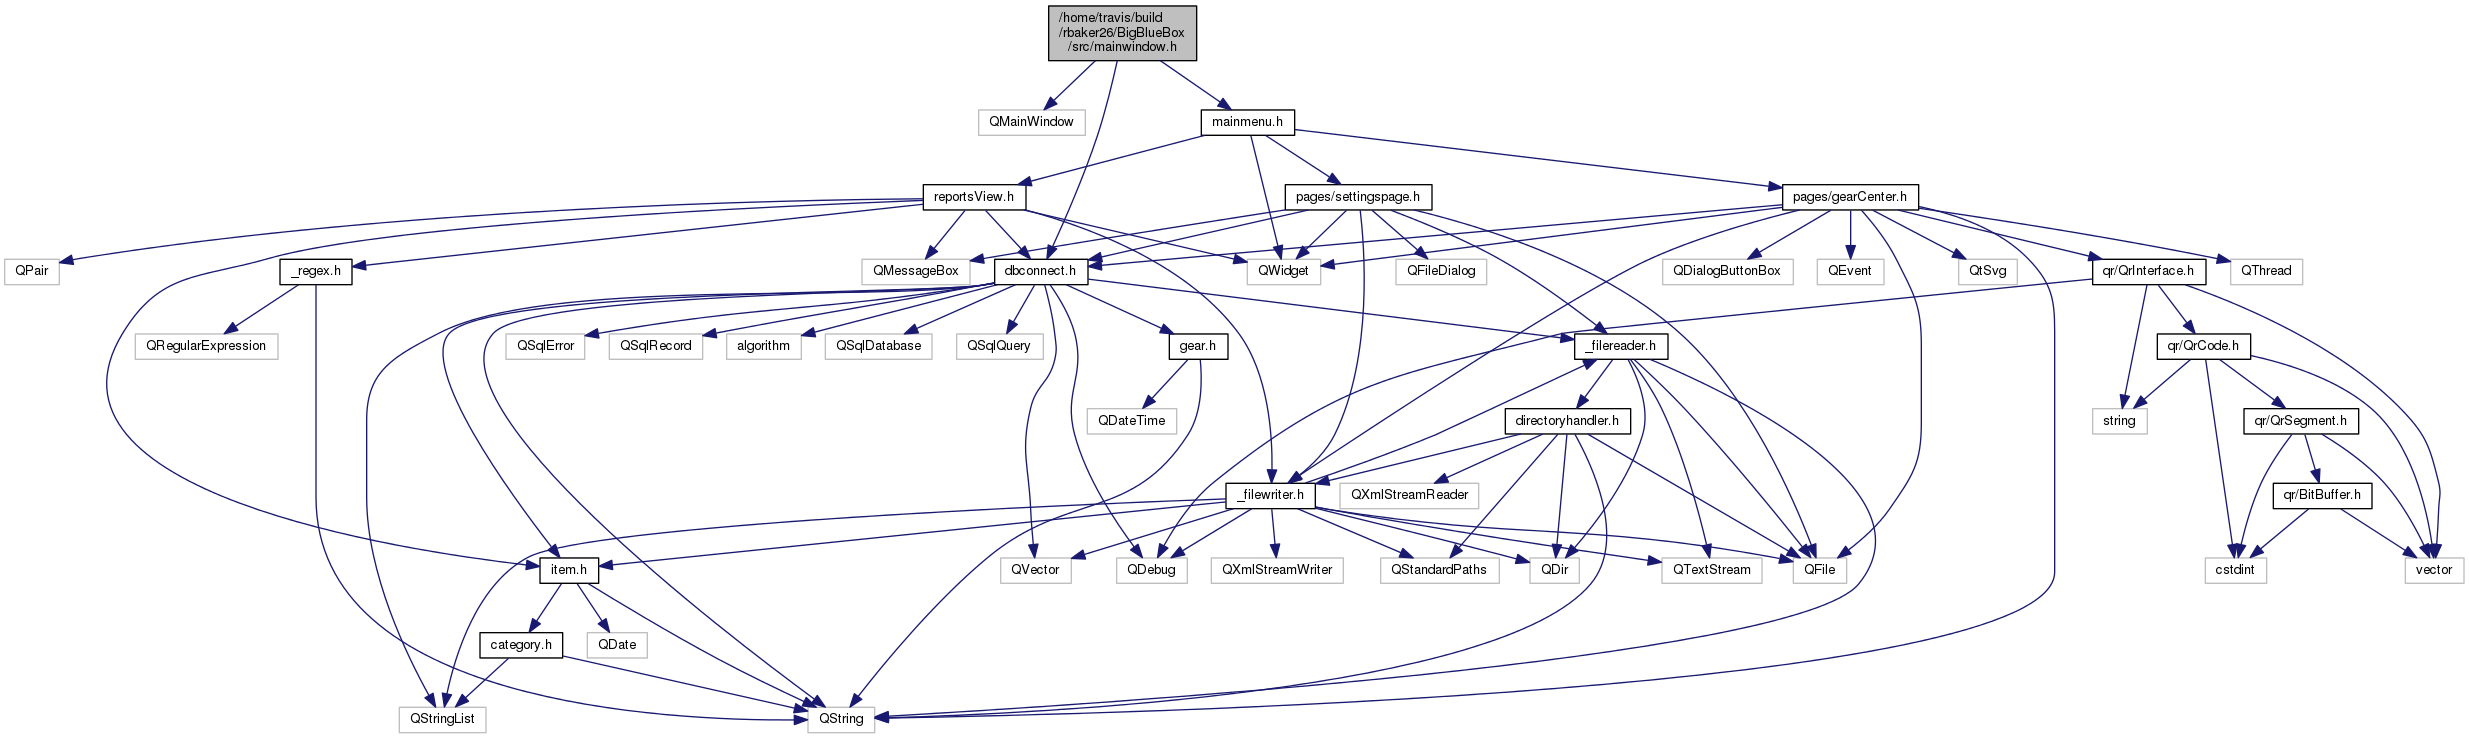 /home/travis/build
/rbaker26/BigBlueBox
/src/mainwindow.h
QMainWindow
mainmenu.h
reportsView.h
pages/settingspage.h
pages/gearCenter.h
QPair
_regex.h
QMessageBox
dbconnect.h
QWidget
QFileDialog
QDialogButtonBox
QEvent
QtSvg
qr/QrInterface.h
QThread
QRegularExpression
QSqlError
QSqlRecord
algorithm
QSqlDatabase
QSqlQuery
gear.h
_filereader.h
qr/QrCode.h
QDateTime
directoryhandler.h
string
qr/QrSegment.h
_filewriter.h
QXmlStreamReader
qr/BitBuffer.h
item.h
QVector
QDebug
QXmlStreamWriter
QStandardPaths
QDir
QTextStream
QFile
cstdint
vector
category.h
QDate
QStringList
QString